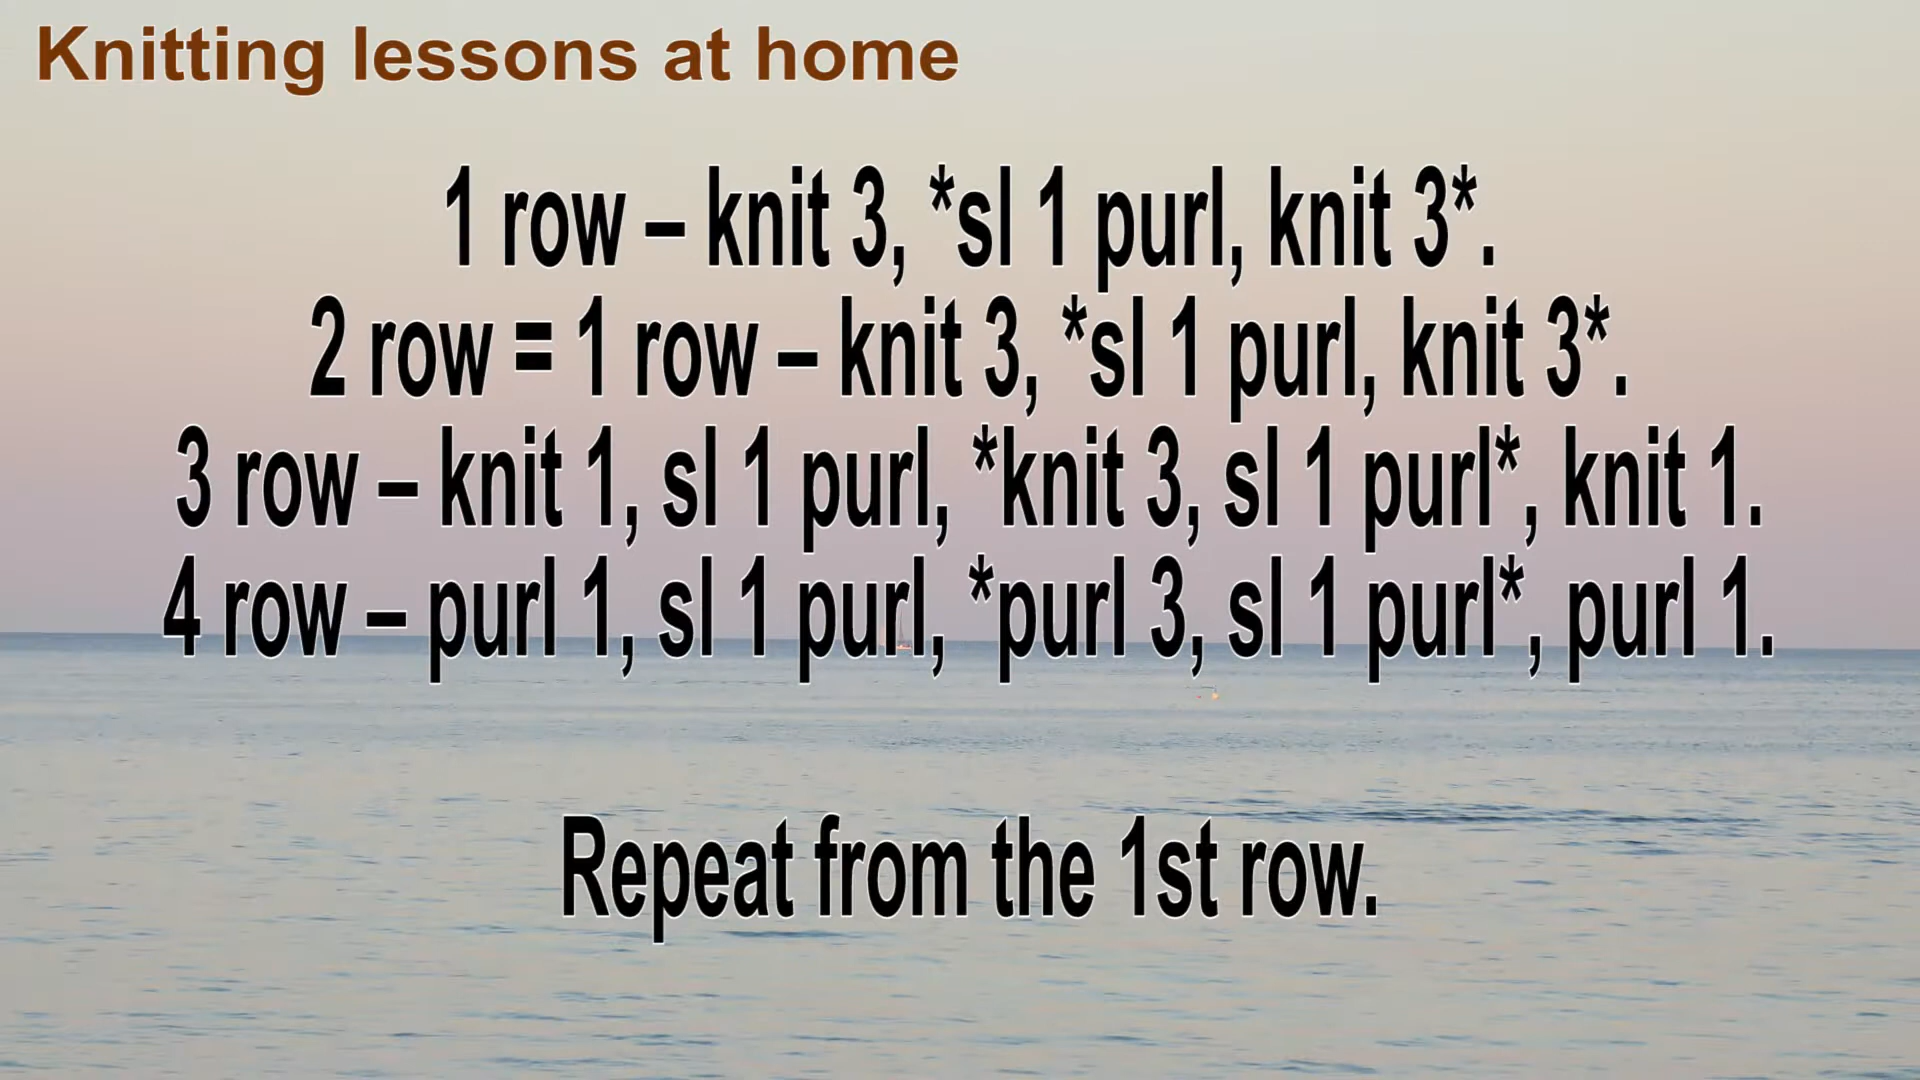 Knitting lessons at home
1 row – knit 3, *sl 1 purl, knit 3*.
2 row = 1 row – knit 3, *sl 1 purl, knit 3*.
3 row – knit 1, sl 1 purl, *knit 3, sl 1 purl*, knit 1.
4 row – purl 1, sl 1 purl, *purl 3, sl 1 purl*, purl 1.
Repeat from the 1st row.